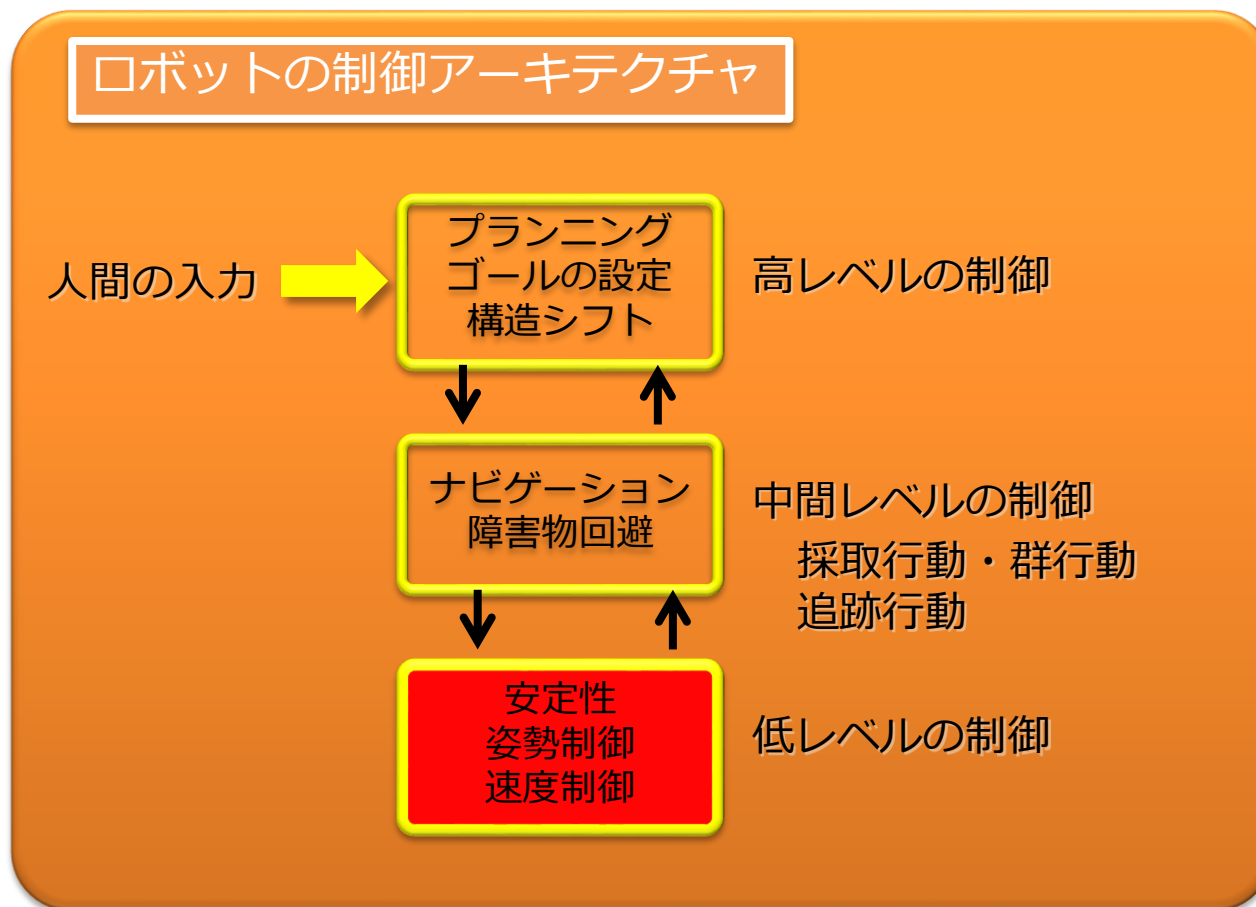 ロボットの制御アーキテクチャ
人間の入力
プランニング
ゴールの設定
構造シフト
高レベルの制御
ナビゲーション
障害物回避
中間レベルの制御
採取行動・群行動
追跡行動
安定性
姿勢制御
速度制御
低レベルの制御